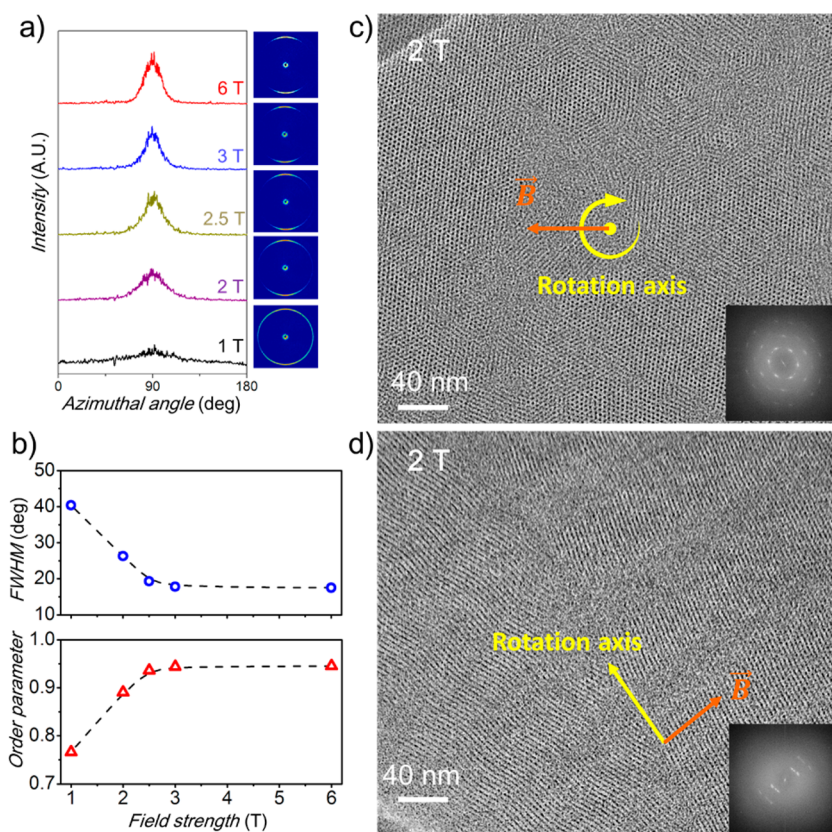 a)
Intensity (A.U.)
6 T
3 T
2.5 T
2 T
1 T
0 90 180
Azimuthal angle (deg)
b)
FWHM (deg)
50
40
30
20
10
Order parameter
1.0
0.9
0.8
0.7
1 2 3 4 5 6
Field strength (T)
c)
2 T
B
Rotation axis
40 nm
d)
2 T
Rotation axis
B
40 nm